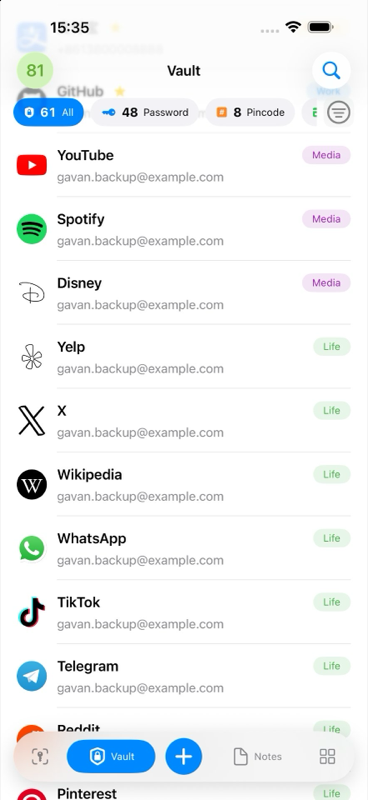 15:35
81
Vault
GitHub
Work
61 All
48 Password
8 Pincode
YouTube
Media
gavan.backup@example.com
Spotify
Media
gavan.backup@example.com
Disney
Media
gavan.backup@example.com
Yelp
Life
gavan.backup@example.com
X
Life
gavan.backup@example.com
Wikipedia
Life
W
gavan.backup@example.com
WhatsApp
Life
gavan.backup@example.com
TikTok
Life
gavan.backup@example.com
Telegram
Life
gavan.backup@example.com
Reddit
Life
Vault
Notes
Pinterest